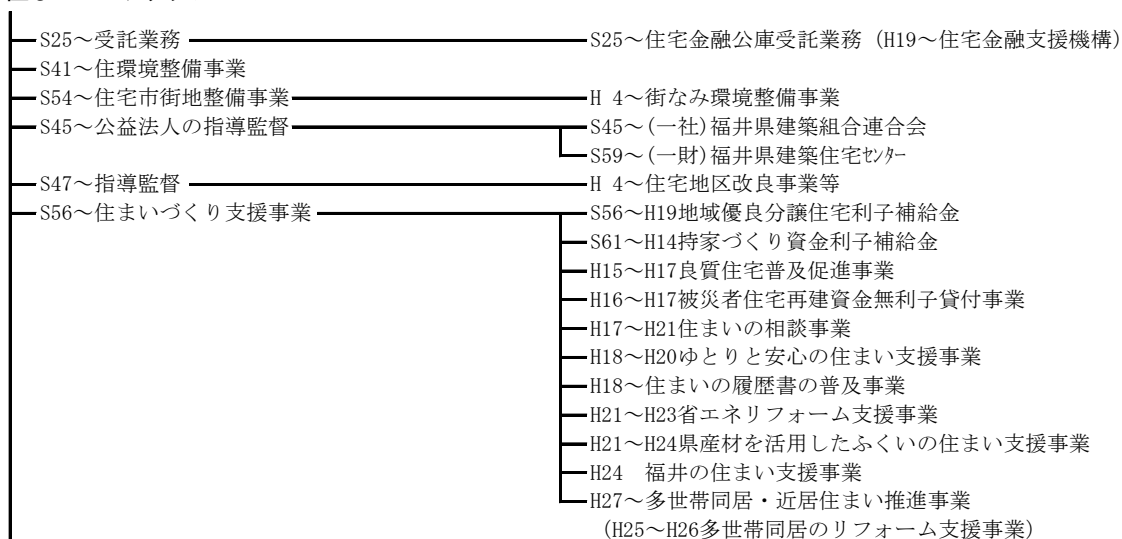 S25～受託業務 S25～住宅金融公庫受託業務 (H19～住宅金融支援機構)
S41～住環境整備事業
S54～住宅市街地整備事業 H 4～街なみ環境整備事業
S45～公益法人の指導監督 S45～(一社)福井県建築組合連合会
S59～(一財)福井県建築住宅ｾﾝﾀｰ
S47～指導監督 H 4～住宅地区改良事業等
S56～住まいづくり支援事業 S56～H19地域優良分譲住宅利子補給金
S61～H14持家づくり資金利子補給金
H15～H17良質住宅普及促進事業
H16～H17被災者住宅再建資金無利子貸付事業
H17～H21住まいの相談事業
H18～H20ゆとりと安心の住まい支援事業
H18～住まいの履歴書の普及事業
H21～H23省エネリフォーム支援事業
H21～H24県産材を活用したふくいの住まい支援事業
H24　福井の住まい支援事業
H27～多世帯同居・近居住まい推進事業
(H25～H26多世帯同居のリフォーム支援事業)